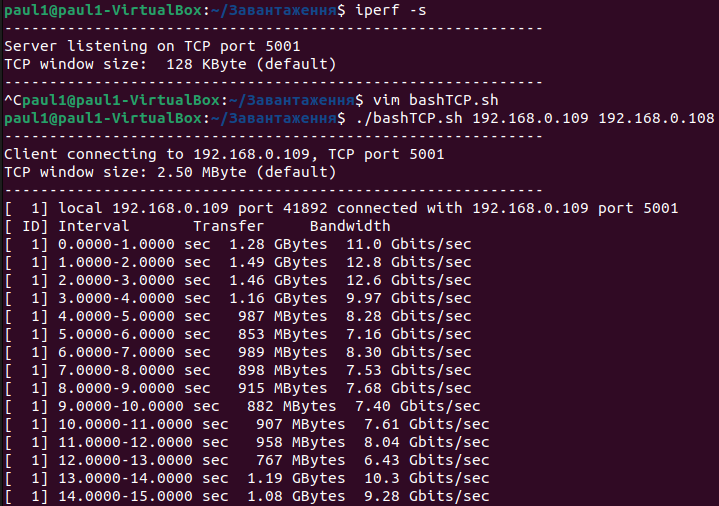 paul1@paul1-VirtualBox:~/Завантаження$ iperf -s
------------------------------------------------------------
Server listening on TCP port 5001
TCP window size:  128 KByte (default)
------------------------------------------------------------
^Cpaul1@paul1-VirtualBox:~/Завантаження$ vim bashTCP.sh
paul1@paul1-VirtualBox:~/Завантаження$ ./bashTCP.sh 192.168.0.109 192.168.0.108
------------------------------------------------------------
Client connecting to 192.168.0.109, TCP port 5001
TCP window size: 2.50 MByte (default)
------------------------------------------------------------
[  1] local 192.168.0.109 port 41892 connected with 192.168.0.109 port 5001
[ ID] Interval       Transfer     Bandwidth
[  1] 0.0000-1.0000 sec  1.28 GBytes  11.0 Gbits/sec
[  1] 1.0000-2.0000 sec  1.49 GBytes  12.8 Gbits/sec
[  1] 2.0000-3.0000 sec  1.46 GBytes  12.6 Gbits/sec
[  1] 3.0000-4.0000 sec  1.16 GBytes  9.97 Gbits/sec
[  1] 4.0000-5.0000 sec   987 MBytes  8.28 Gbits/sec
[  1] 5.0000-6.0000 sec   853 MBytes  7.16 Gbits/sec
[  1] 6.0000-7.0000 sec   989 MBytes  8.30 Gbits/sec
[  1] 7.0000-8.0000 sec   898 MBytes  7.53 Gbits/sec
[  1] 8.0000-9.0000 sec   915 MBytes  7.68 Gbits/sec
[  1] 9.0000-10.0000 sec   882 MBytes  7.40 Gbits/sec
[  1] 10.0000-11.0000 sec   907 MBytes  7.61 Gbits/sec
[  1] 11.0000-12.0000 sec   958 MBytes  8.04 Gbits/sec
[  1] 12.0000-13.0000 sec   767 MBytes  6.43 Gbits/sec
[  1] 13.0000-14.0000 sec  1.19 GBytes  10.3 Gbits/sec
[  1] 14.0000-15.0000 sec  1.08 GBytes  9.28 Gbits/sec